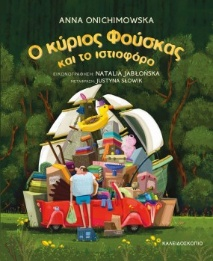 ANNA ONICHIMOWSKA
Ο κύριος Φούσκας
και το ιστιοφόρο
ΕΙΚΟΝΟΓΡΑΦΗΣΗ: NATALIA JABŁOŃSKA
ΜΕΤΑΦΡΑΣΗ: JUSTYNA SŁOWIK
ΚΑΛΕΙΔΟΣΚΟΠΙΟ